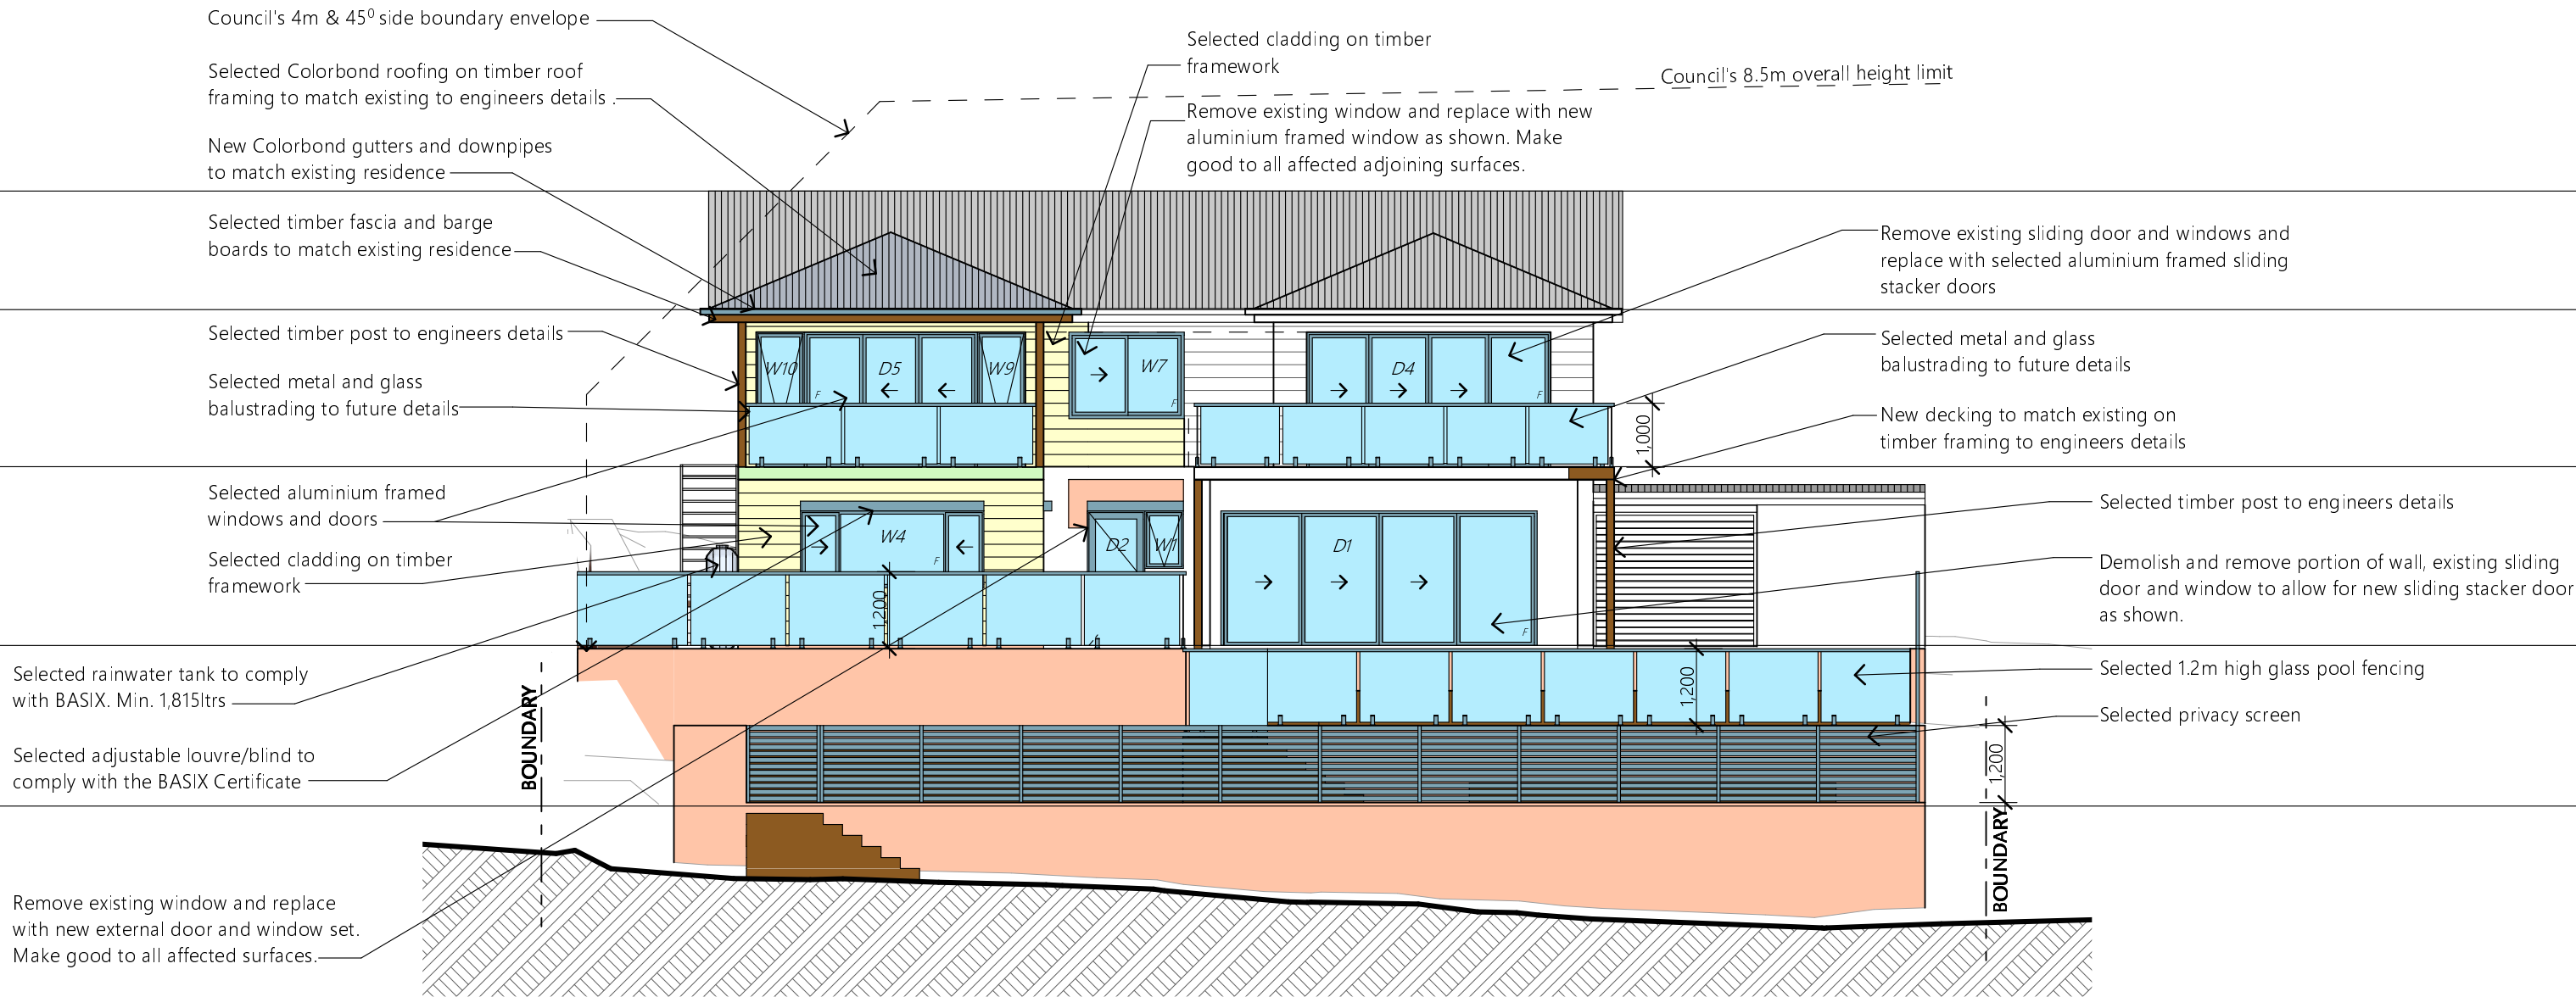 Council's 4m & 45⁰ side boundary envelope
Selected Colorbond roofing on timber roof
framing to match existing to engineers details .
New Colorbond gutters and downpipes
to match existing residence
Selected timber fascia and barge
boards to match existing residence
Selected timber post to engineers details
Selected metal and glass
balustrading to future details
Selected aluminium framed
windows and doors
Selected cladding on timber
framework
Selected rainwater tank to comply
with BASIX. Min. 1,815ltrs
Selected adjustable louvre/blind to
comply with the BASIX Certificate
Remove existing window and replace
with new external door and window set.
Make good to all affected surfaces.
Selected cladding on timber
framework
Remove existing window and replace with new
aluminium framed window as shown. Make
good to all affected adjoining surfaces.
Council's 8.5m overall height limit
Remove existing sliding door and windows and
replace with selected aluminium framed sliding
stacker doors
Selected metal and glass
balustrading to future details
New decking to match existing on
timber framing to engineers details
Selected timber post to engineers details
Demolish and remove portion of wall, existing sliding
door and window to allow for new sliding stacker door
as shown.
Selected 1.2m high glass pool fencing
Selected privacy screen
W10
F
D5
W9
W7
F
D4
F
1,000
W4
F
D2
W1
D1
F
1200
1,200
1,200
BOUNDARY
BOUNDARY